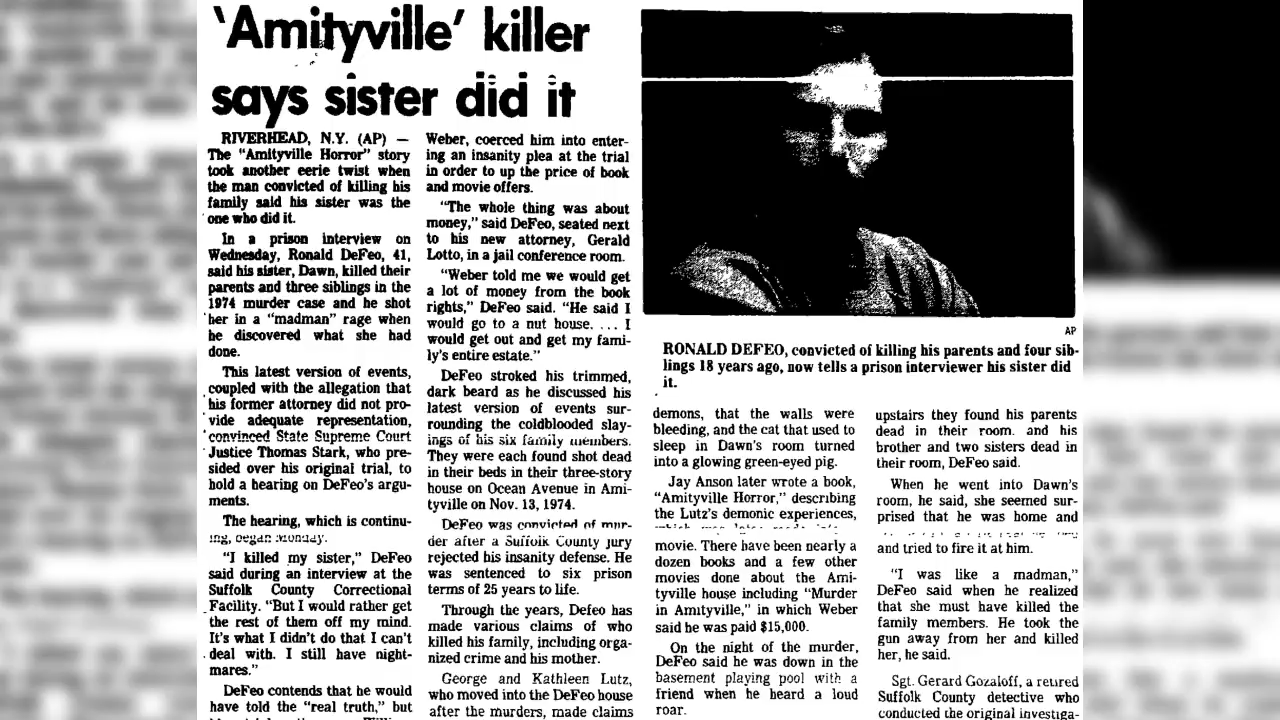 'Amityville' killer
says sister did it
RIVERHEAD, N.Y. (AP) —
The "Amityville Horror" story
took another eerie twist when
the man convicted of killing his
family said his sister was the
one who did it.
In a prison interview on
Wednesday, Ronald DeFeo, 41,
said his sister, Dawn, killed their
parents and three siblings in the
1974 murder case and he shot
her in a "madman" rage when
he discovered what she had
done.
This latest version of events,
coupled with the allegation that
his former attorney did not pro-
vide adequate representation,
convinced State Supreme Court
Justice Thomas Stark, who pre-
sided over his original trial, to
hold a hearing on DeFeo's argu-
ments.
The hearing, which is continu-
ing, began Monday.
"I killed my sister," DeFeo
said during an interview at the
Suffolk County Correctional
Facility. "But I would rather get
the rest of them off my mind.
It's what I didn't do that I can't
deal with. I still have night-
mares."
DeFeo contends that he would
have told the "real truth," but
Weber, coerced him into enter-
ing an insanity plea at the trial
in order to up the price of book
and movie offers.
"The whole thing was about
money," said DeFeo, seated next
to his new attorney, Gerald
Lotto, in a jail conference room.
"Weber told me we would get
a lot of money from the book
rights," DeFeo said. "He said I
would go to a nut house. . . . I
would get out and get my fami-
ly's entire estate."
DeFeo stroked his trimmed,
dark beard as he discussed his
latest version of events sur-
rounding the coldblooded slay-
ings of his six family members.
They were each found shot dead
in their beds in their three-story
house on Ocean Avenue in Ami-
tyville on Nov. 13, 1974.
DeFeo was convicted of mur-
der after a Suffolk County jury
rejected his insanity defense. He
was sentenced to six prison
terms of 25 years to life.
Through the years, Defeo has
made various claims of who
killed his family, including orga-
nized crime and his mother.
George and Kathleen Lutz,
who moved into the DeFeo house
after the murders, made claims
AP
RONALD DEFEO, convicted of killing his parents and four sib-
lings 18 years ago, now tells a prison interviewer his sister did
it.
demons, that the walls were
bleeding, and the cat that used to
sleep in Dawn's room turned
into a glowing green-eyed pig.
Jay Anson later wrote a book,
"Amityville Horror," describing
the Lutz's demonic experiences,
movie. There have been nearly a
dozen books and a few other
movies done about the Ami-
tyville house including "Murder
in Amityville," in which Weber
said he was paid $15,000.
On the night of the murder,
DeFeo said he was down in the
basement playing pool with a
friend when he heard a loud
roar.
upstairs they found his parents
dead in their room. and his
brother and two sisters dead in
their room, DeFeo said.
When he went into Dawn's
room, he said, she seemed sur-
prised that he was home and
and tried to fire it at him.
"I was like a madman,"
DeFeo said when he realized
that she must have killed the
family members. He took the
gun away from her and killed
her, he said.
Sgt. Gerard Gozaloff, a retired
Suffolk County detective who
conducted the original investiga-